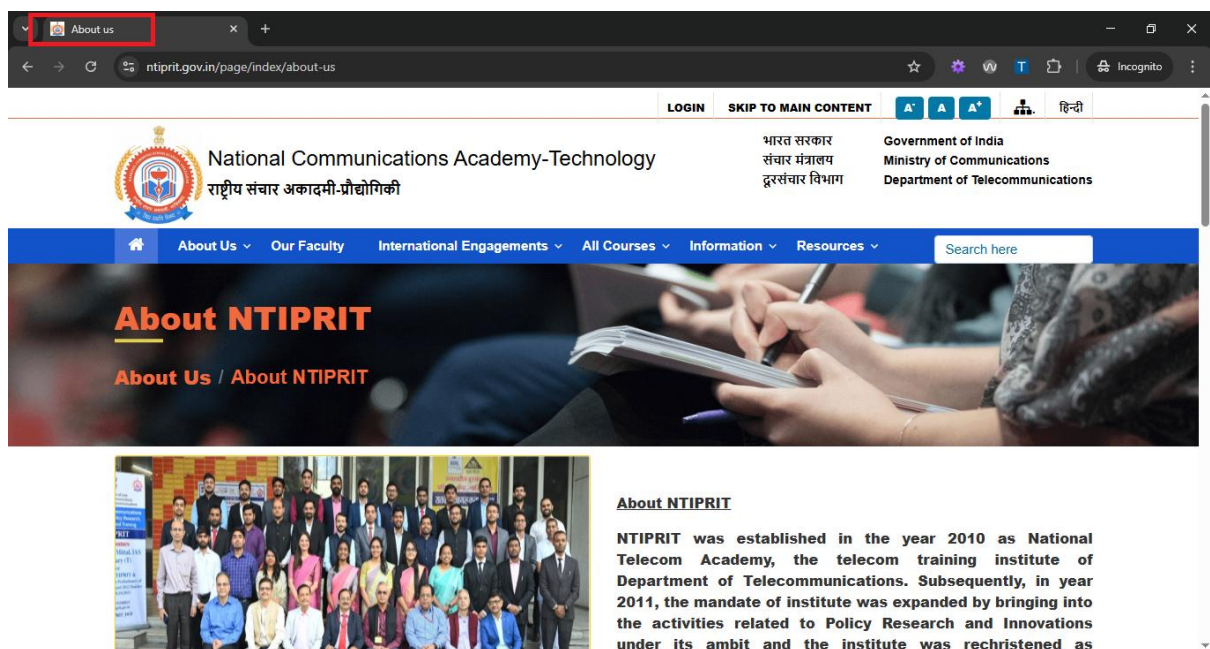 About us
ntiprit.gov.in/page/index/about-us
Incognito
LOGIN SKIP TO MAIN CONTENT A- A A+ हिन्दी
National Communications Academy-Technology
राष्ट्रीय संचार अकादमी-प्रौद्योगिकी
भारत सरकार Government of India
संचार मंत्रालय Ministry of Communications
दूरसंचार विभाग Department of Telecommunications
About Us Our Faculty International Engagements All Courses Information Resources Search here
About NTIPRIT
About Us / About NTIPRIT
About NTIPRIT
NTIPRIT was established in the year 2010 as National
Telecom Academy, the telecom training institute of
Department of Telecommunications. Subsequently, in year
2011, the mandate of institute was expanded by bringing into
the activities related to Policy Research and Innovations
under its ambit and the institute was rechristened as